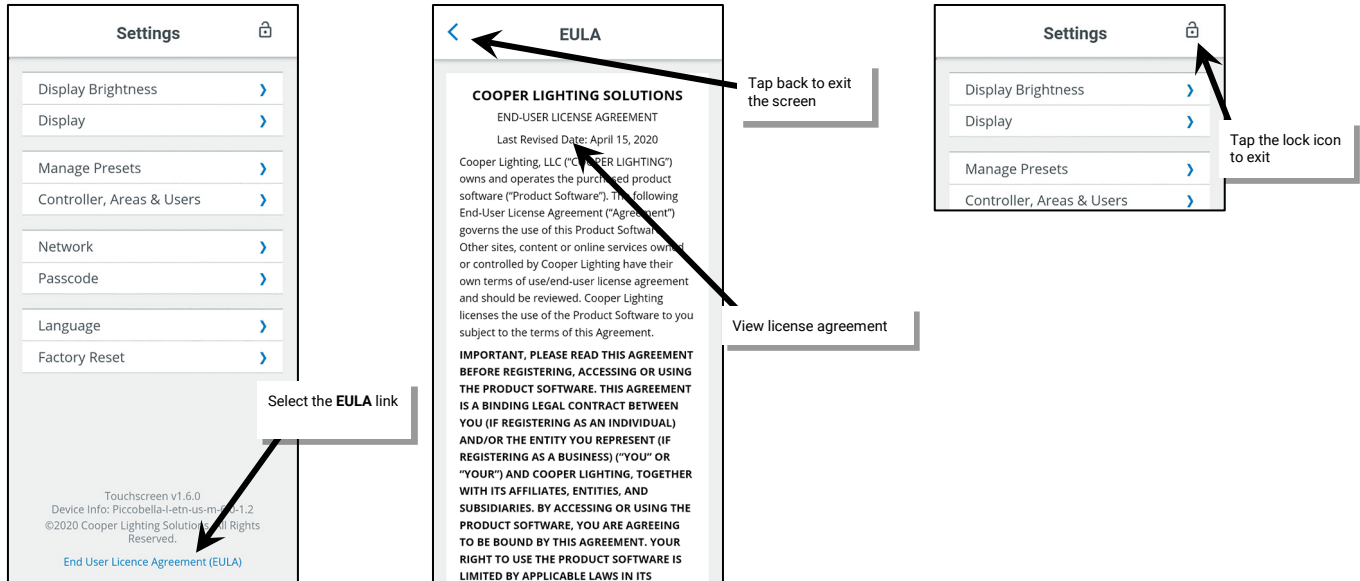 Settings
Display Brightness
Display
Manage Presets
Controller, Areas & Users
Network
Passcode
Language
Factory Reset
Select the EULA link
Touchscreen v1.6.0
Device Info: Piccobella-l-etn-us-m-6.0-1.2
©2020 Cooper Lighting Solutions. All Rights
Reserved.
End User Licence Agreement (EULA)
EULA
COOPER LIGHTING SOLUTIONS
END-USER LICENSE AGREEMENT
Last Revised Date: April 15, 2020
Cooper Lighting, LLC (“COOPER LIGHTING”)
owns and operates the purchased product
software (“Product Software”). The following
End-User License Agreement (“Agreement”)
governs the use of this Product Software.
Other sites, content or online services owned
or controlled by Cooper Lighting have their
own terms of use/end-user license agreement
and should be reviewed. Cooper Lighting
licenses the use of the Product Software to you
subject to the terms of this Agreement.
IMPORTANT, PLEASE READ THIS AGREEMENT
BEFORE REGISTERING, ACCESSING OR USING
THE PRODUCT SOFTWARE. THIS AGREEMENT
IS A BINDING LEGAL CONTRACT BETWEEN
YOU (IF REGISTERING AS AN INDIVIDUAL)
AND/OR THE ENTITY YOU REPRESENT (IF
REGISTERING AS A BUSINESS) (“YOU” OR
“YOUR”) AND COOPER LIGHTING, TOGETHER
WITH ITS AFFILIATES, ENTITIES, AND
SUBSIDIARIES. BY ACCESSING OR USING THE
PRODUCT SOFTWARE, YOU ARE AGREEING
TO BE BOUND BY THIS AGREEMENT. YOUR
RIGHT TO USE THE PRODUCT SOFTWARE IS
LIMITED BY APPLICABLE LAWS IN ITS
Tap back to exit
the screen
View license agreement
Settings
Display Brightness
Display
Manage Presets
Controller, Areas & Users
Tap the lock icon
to exit